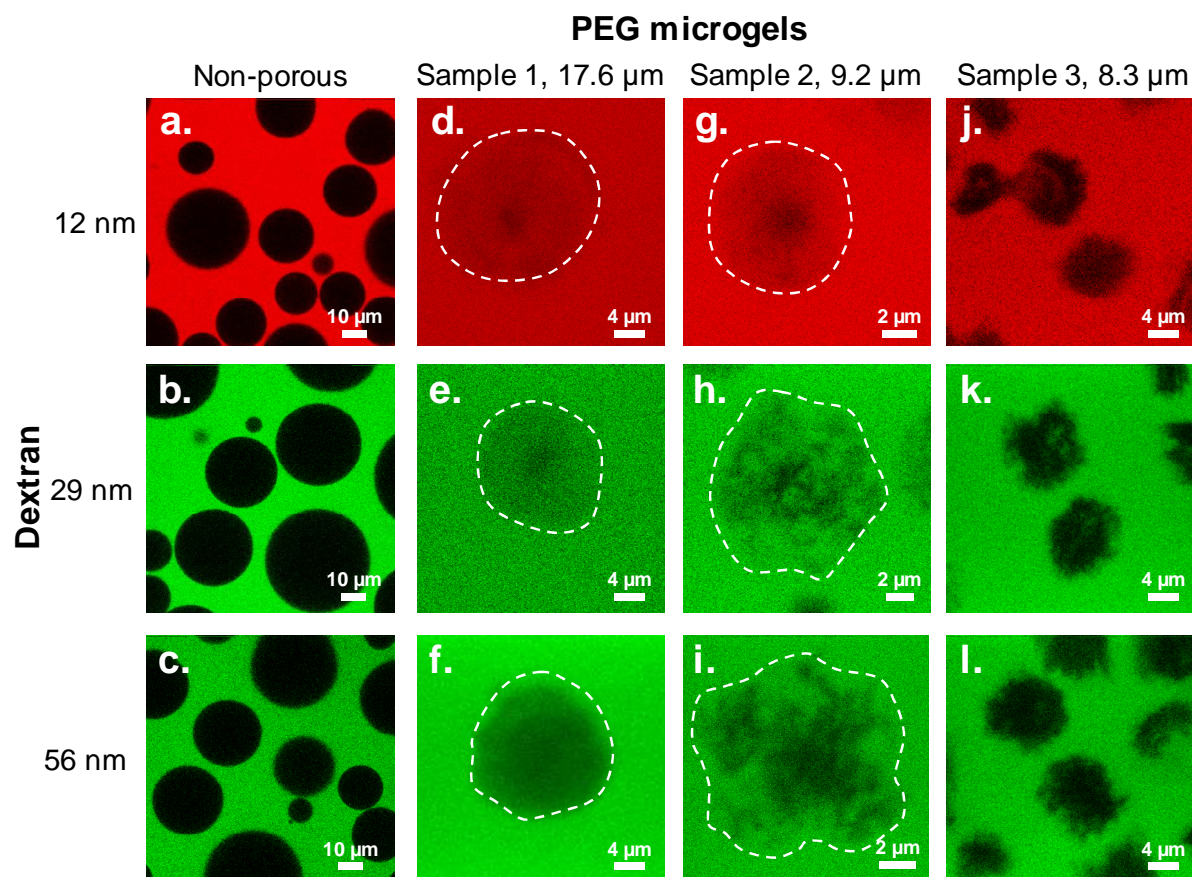 PEG microgels
Non-porous
Sample 1, 17.6 µm
Sample 2, 9.2 µm
Sample 3, 8.3 µm
Dextran
12 nm
a.
10 µm
d.
4 µm
g.
2 µm
j.
4 µm
29 nm
b.
10 µm
e.
4 µm
h.
2 µm
k.
4 µm
56 nm
c.
10 µm
f.
4 µm
i.
2 µm
l.
4 µm